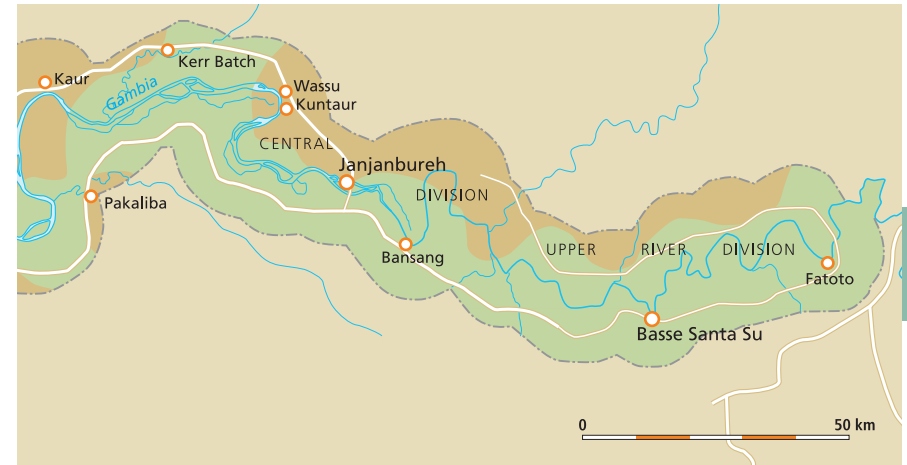 Kaur
Kerr Batch
Gambia
Wassu
Kuntaur
CENTRAL
Janjanbureh
DIVISION
Pakaliba
Bansang
UPPER RIVER DIVISION
Fatoto
Basse Santa Su
0 50 km